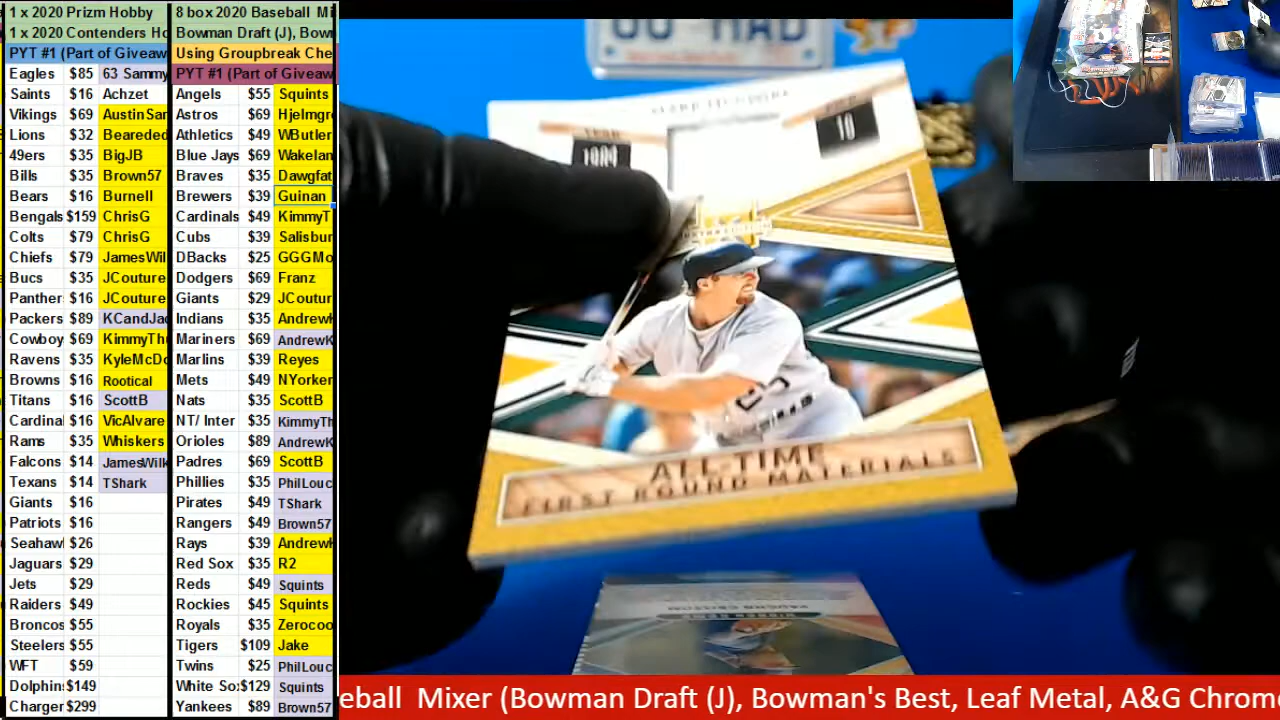 1 x 2020 Prizm Hobby
1 x 2020 Contenders Ho
PYT #1 (Part of Giveaw
Eagles $85 63 Sammy
Saints $16 Achzet
Vikings $69 AustinSar
Lions $32 Beareded
49ers $35 BigJB
Bills $35 Brown57
Bears $16 Burnell
Bengals $159 ChrisG
Colts $79 ChrisG
Chiefs $79 JamesWil
Bucs $35 JCouture
Panther $16 JCouture
Packers $89 KCandJac
Cowboy $69 KimmyTh
Ravens $35 KyleMcDo
Browns $16 Rootical
Titans $16 ScottB
Cardina $16 VicAlvare
Rams $35 Whiskers
Falcons $14 JamesWilk
Texans $14 TShark
Giants $16
Patriots $16
Seahaw $26
Jaguars $29
Jets $29
Raiders $49
Broncos $55
Steelers $55
WFT $59
Dolphin $149
Charger $299
8 box 2020 Baseball Mi
Bowman Draft (J), Bow
Using Groupbreak Che
PYT #1 (Part of Giveaw
Angels $55 Squints
Astros $69 Hjelmgr
Athletics $49 WButler
Blue Jays $69 Wakelan
Braves $35 Dawgfat
Brewers $39 Guinan
Cardinals $49 KimmyT
Cubs $39 Salisbur
DBacks $25 GGGMo
Dodgers $69 Franz
Giants $29 JCoutur
Indians $35 AndrewK
Mariners $69 AndrewK
Marlins $39 Reyes
Mets $49 NYorker
Nats $35 ScottB
NT/ Inter $35 KimmyTh
Orioles $89 AndrewK
Padres $69 ScottB
Phillies $35 PhilLouc
Pirates $49 TShark
Rangers $49 Brown57
Rays $39 AndrewK
Red Sox $35 R2
Reds $49 Squints
Rockies $45 Squints
Royals $35 Zerocoo
Tigers $109 Jake
Twins $25 PhilLouc
White So $129 Squints
Yankees $89 Brown57
10
ALL-TIME
FIRST ROUND MATERIALS
eball Mixer (Bowman Draft (J), Bowman's Best, Leaf Metal, A&G Chrom